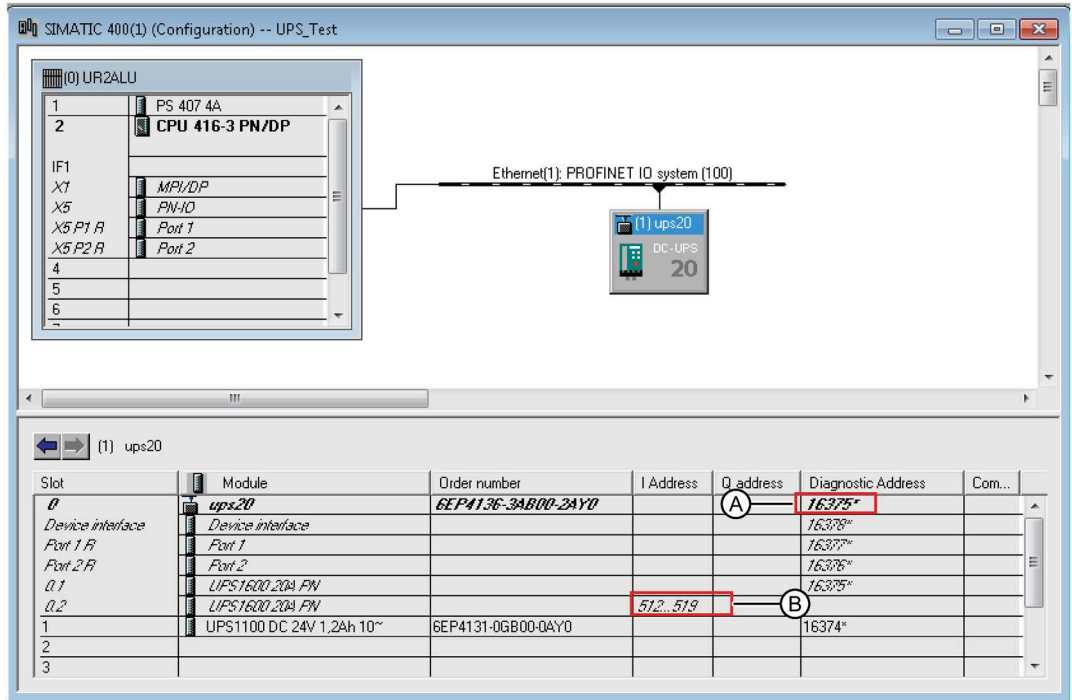 SIMATIC 400(1) (Configuration) -- UPS_Test
(0) UR2ALU
1 PS 407 4A
2 CPU 416-3 PN/DP
IF1
X1 MPI/DP
X5 PN-IO
X5 P1 R Port 1
X5 P2 R Port 2
4
5
6
Ethernet(1): PROFINET IO system (100)
(1) ups20
DC-UPS
20
(1) ups20
Slot Module Order number I Address Q address Diagnostic Address Com...
0 ups20 6EP4136-3AB00-2AY0 A 16375*
Device interface Device interface 16378*
Port 1 R Port 1 16377*
Port 2 R Port 2 16376*
0.1 UPS1600 20A PN 16375*
0.2 UPS1600 20A PN 512...519 B
1 UPS1100 DC 24V 1,2Ah 10~ 6EP4131-0GB00-0AY0 16374*
2
3